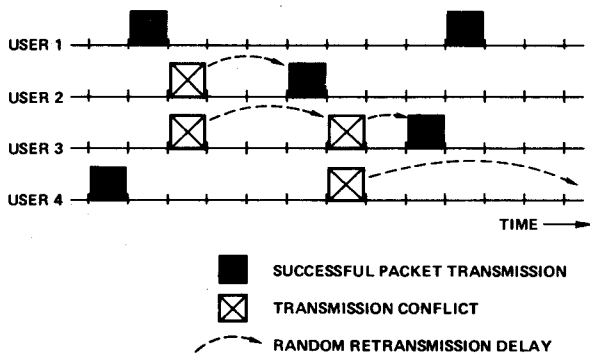 USER 1
USER 2
USER 3
USER 4
TIME
SUCCESSFUL PACKET TRANSMISSION
TRANSMISSION CONFLICT
RANDOM RETRANSMISSION DELAY